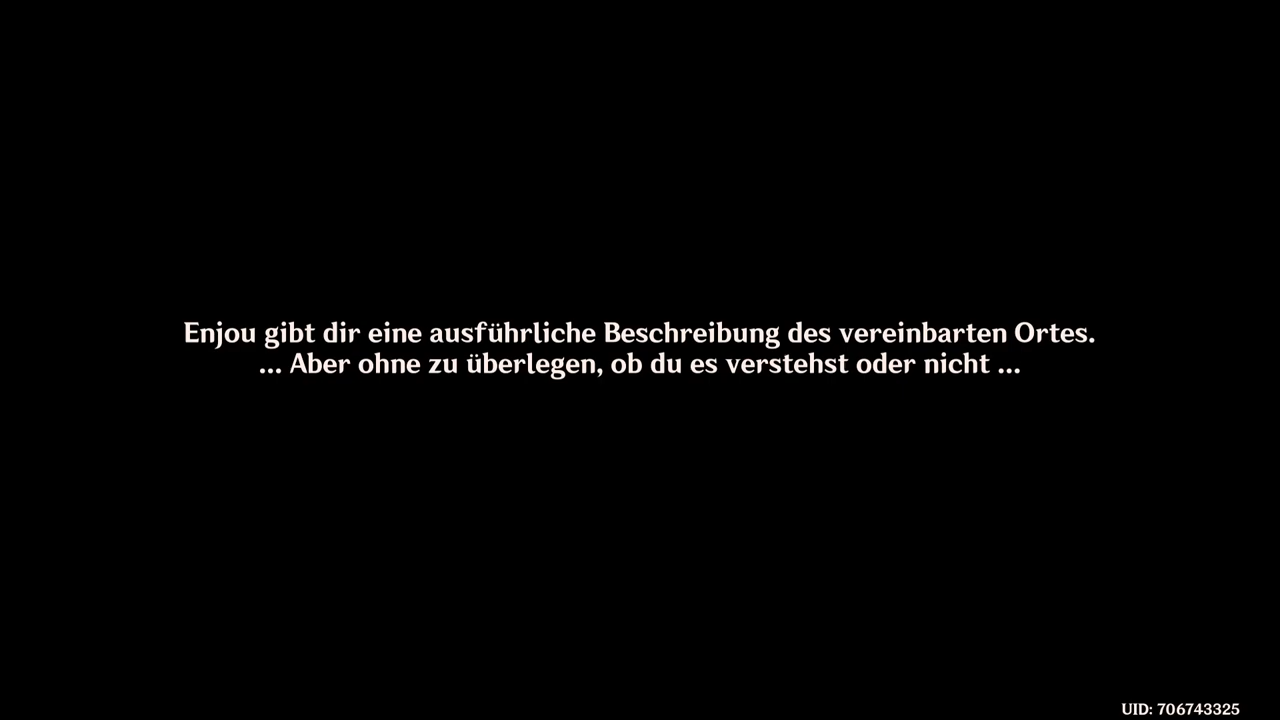 Enjou gibt dir eine ausführliche Beschreibung des vereinbarten Ortes.
... Aber ohne zu überlegen, ob du es verstehst oder nicht ...
UID: 706743325